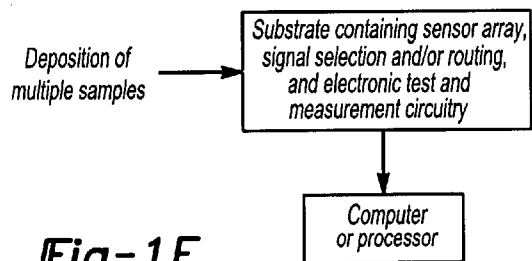 Deposition of
multiple samples
Substrate containing sensor array,
signal selection and/or routing,
and electronic test and
measurement circuitry
Computer
or processor
Fig-1F